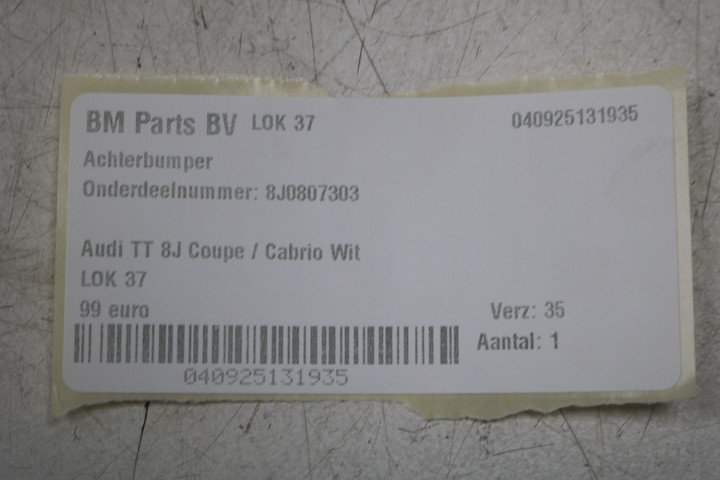 BM Parts BV LOK 37 040925131935
Achterbumper
Onderdeelnummer: 8J0807303
Audi TT 8J Coupe / Cabrio Wit
LOK 37
99 euro Verz: 35
Aantal: 1
040925131935